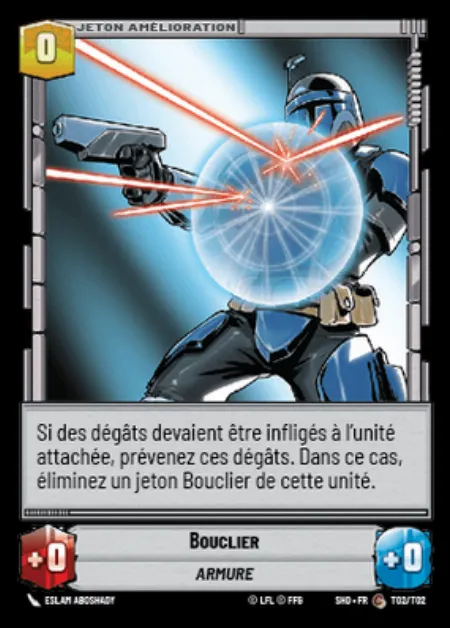 JETON AMÉLIORATION
0
Si des dégâts devaient être infligés à l'unité
attachée, prévenez ces dégâts. Dans ce cas,
éliminez un jeton Bouclier de cette unité.
BOUCLIER
+0
+0
ARMURE
ESLAM ABOSHADY
© LFL © FFG
SHD • FR
T02/T02